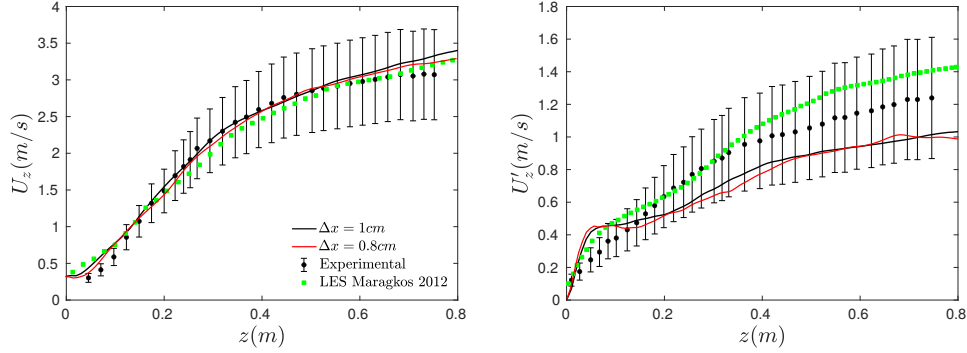 4
3.5
3
2.5
2
1.5
1
0.5
0
U_z(m/s)
Δx = 1cm
Δx = 0.8cm
Experimental
LES Maragkos 2012
0 0.2 0.4 0.6 0.8
z(m)
1.8
1.6
1.4
1.2
1.0
0.8
0.6
0.4
0.2
0
U′_z(m/s)
0 0.2 0.4 0.6 0.8
z(m)